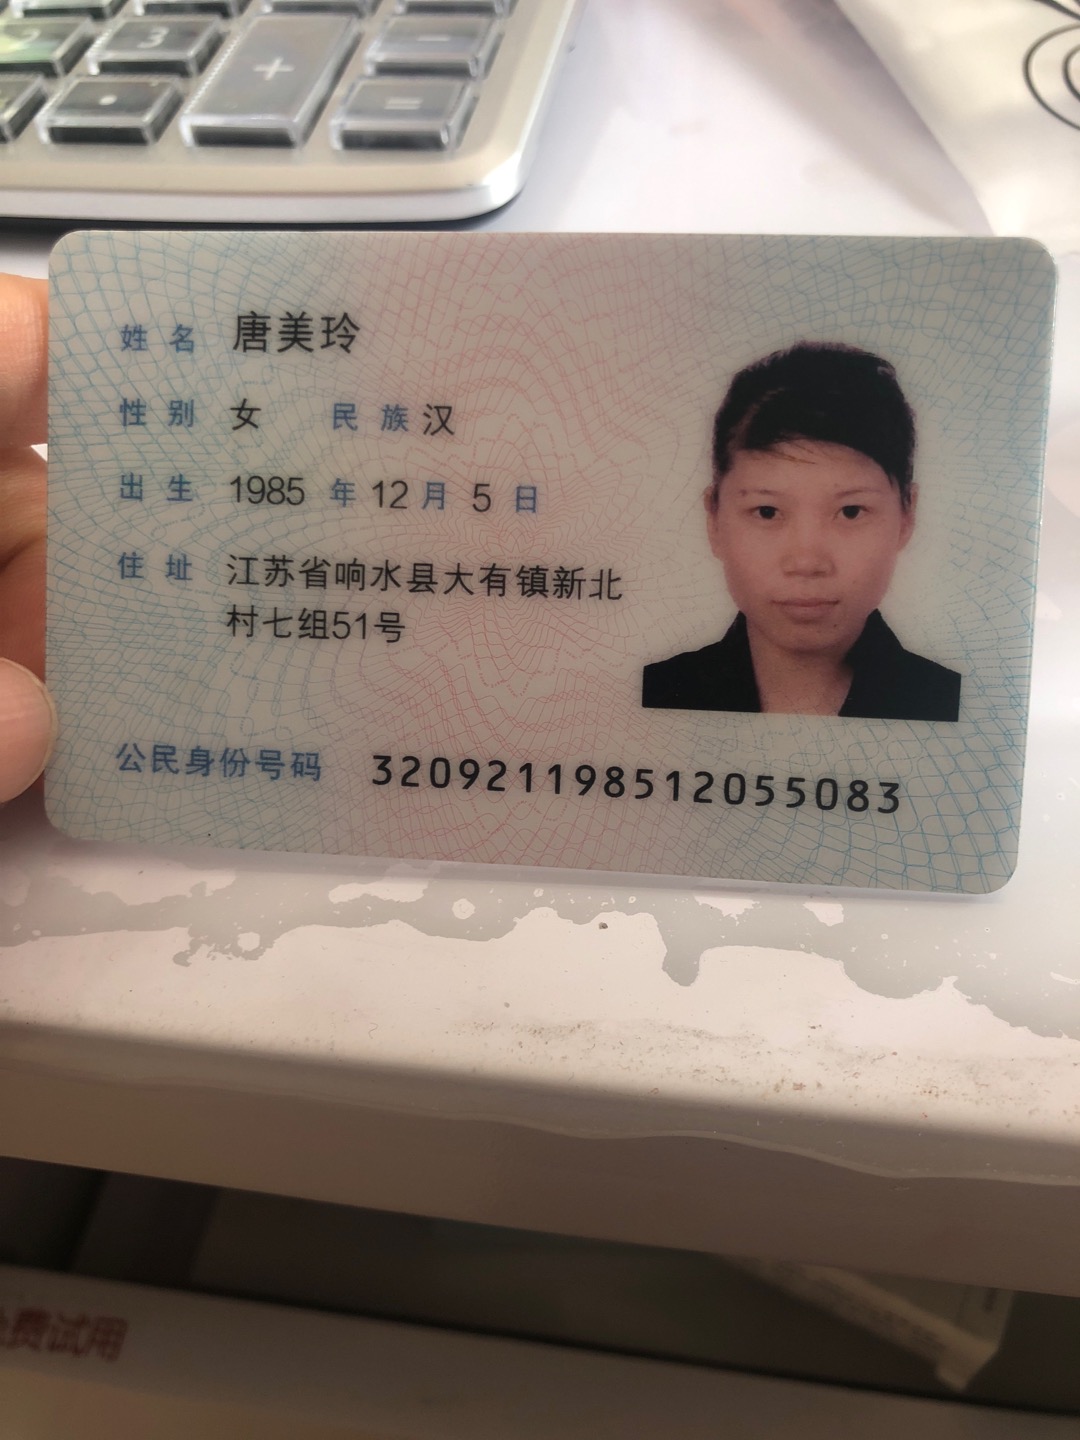 2 3 + -
. =
姓名 唐美玲
性别 女 民族 汉
出生 1985 年 12 月 5 日
住址 江苏省响水县大有镇新北
村七组51号
公民身份号码 320921198512055083
试用